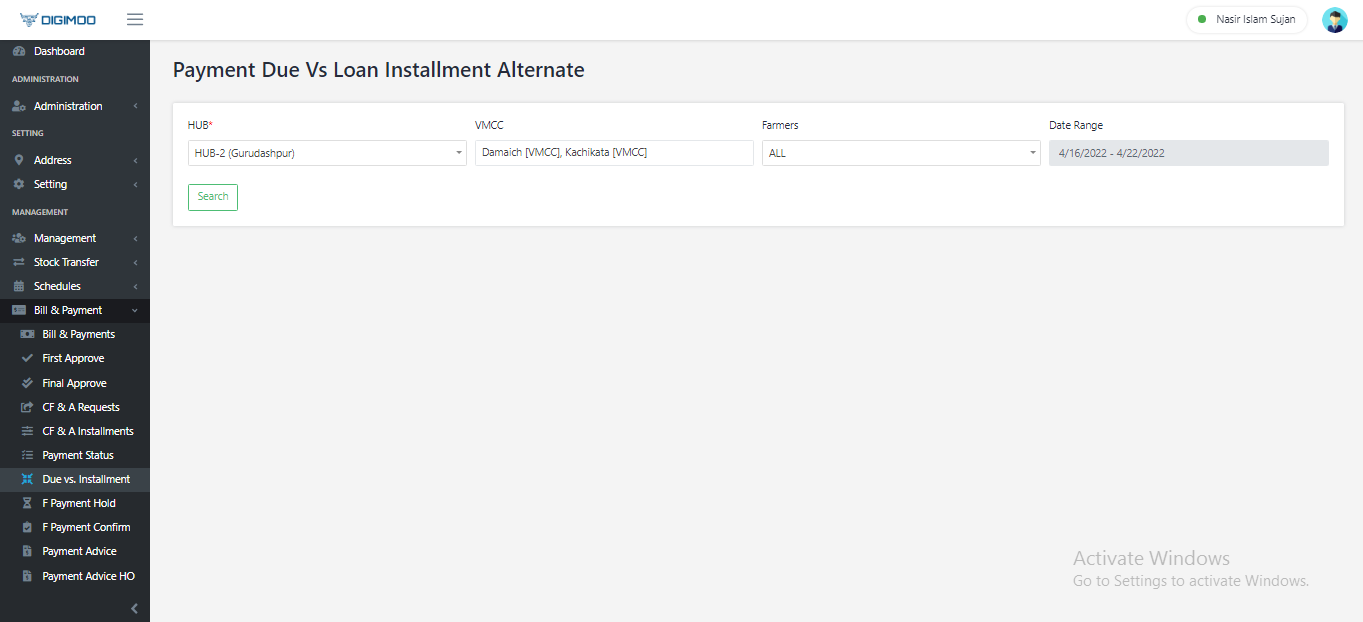 DIGIMOO
Nasir Islam Sujan
Dashboard
ADMINISTRATION
Administration
SETTING
Address
Setting
MANAGEMENT
Management
Stock Transfer
Schedules
Bill & Payment
Bill & Payments
First Approve
Final Approve
CF & A Requests
CF & A Installments
Payment Status
Due vs. Installment
F Payment Hold
F Payment Confirm
Payment Advice
Payment Advice HO
Payment Due Vs Loan Installment Alternate
HUB* VMCC Farmers Date Range
HUB-2 (Gurudashpur) Damaich [VMCC], Kachikata [VMCC] ALL 4/16/2022 - 4/22/2022
Search
Activate Windows
Go to Settings to activate Windows.